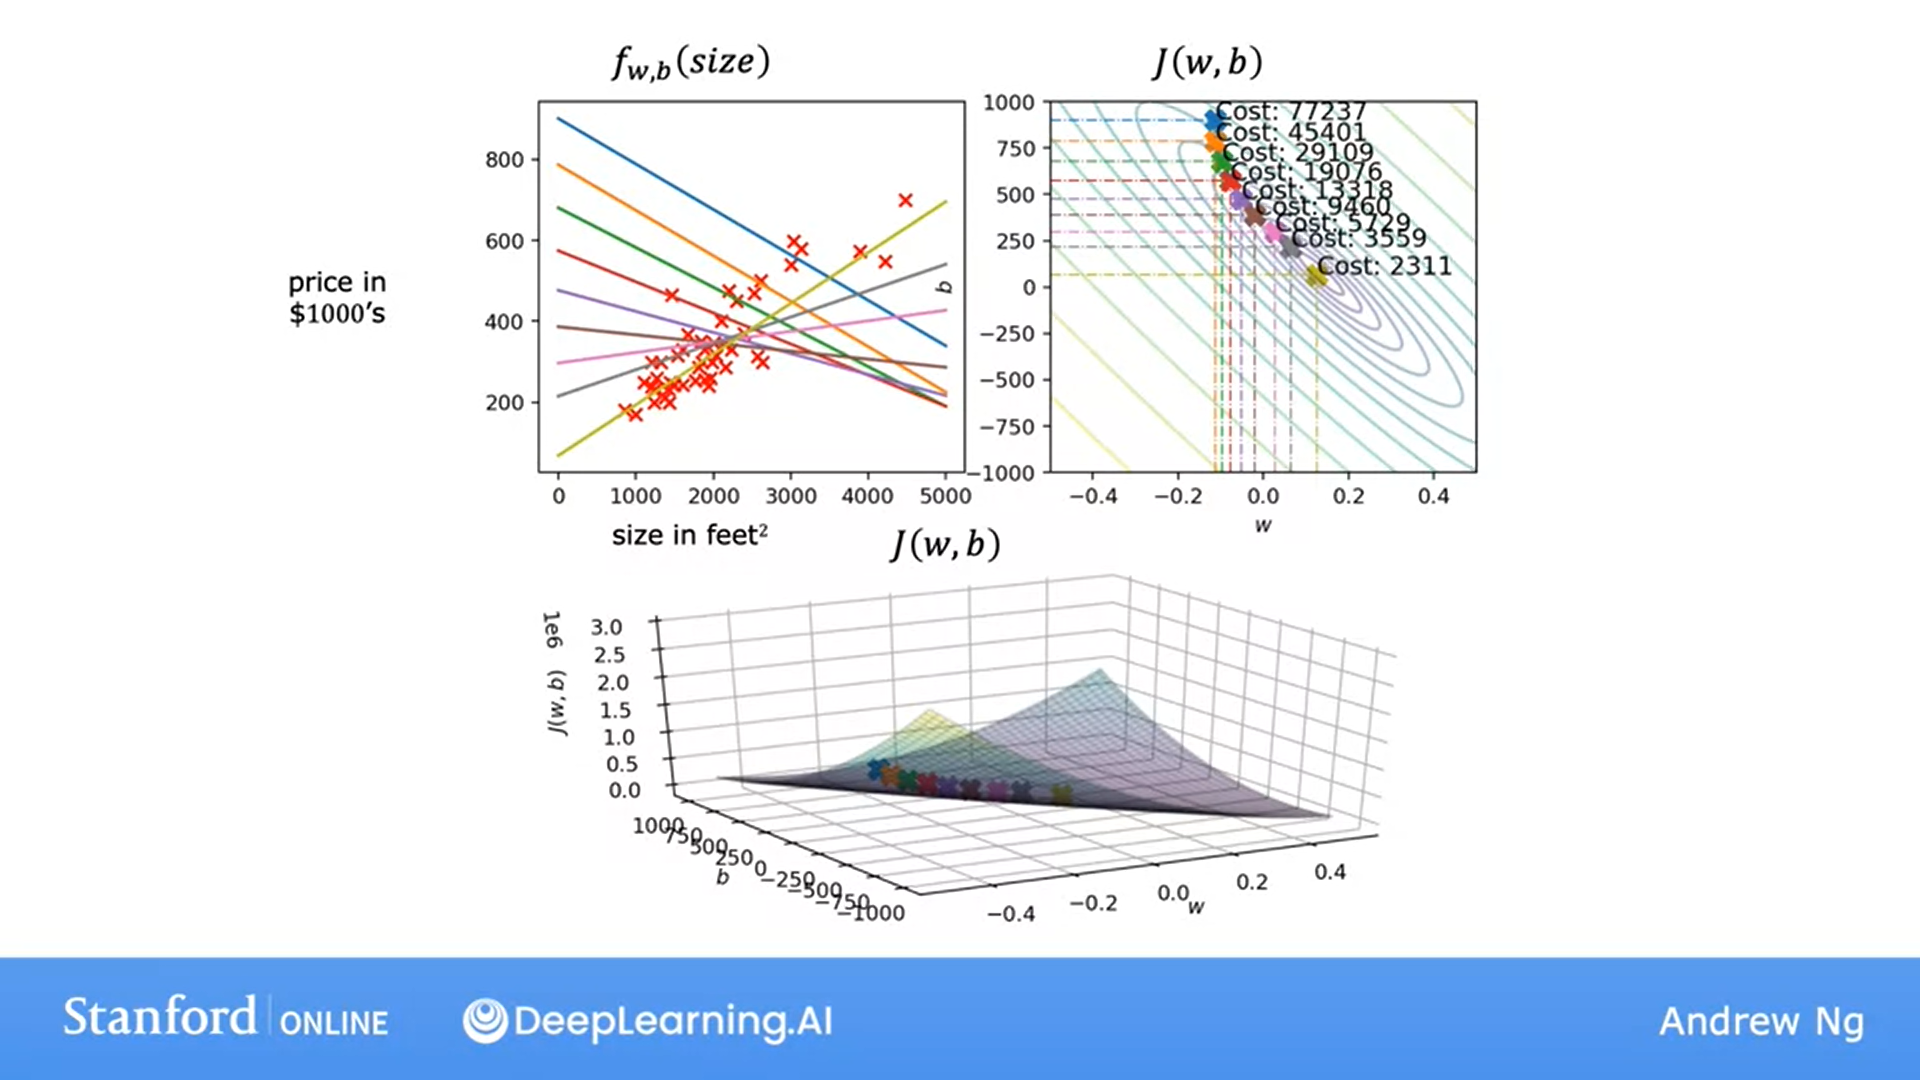 f_{w,b}(size)
J(w, b)
price in
$1000's
800
600
400
200
0 1000 2000 3000 4000 5000
size in feet²
1000
750
500
250
0
−250
−500
−750
−1000
b
Cost: 77237
Cost: 45401
Cost: 29109
Cost: 19076
Cost: 13318
Cost: 9460
Cost: 5729
Cost: 3559
Cost: 2311
−0.4 −0.2 0.0 0.2 0.4
w
J(w, b)
1e6
J(w, b)
3.0
2.5
2.0
1.5
1.0
0.5
0.0
1000
750
500
250
0
−250
−500
−750
−1000
b
−0.4 −0.2 0.0 0.2 0.4
w
Stanford ONLINE
DeepLearning.AI
Andrew Ng